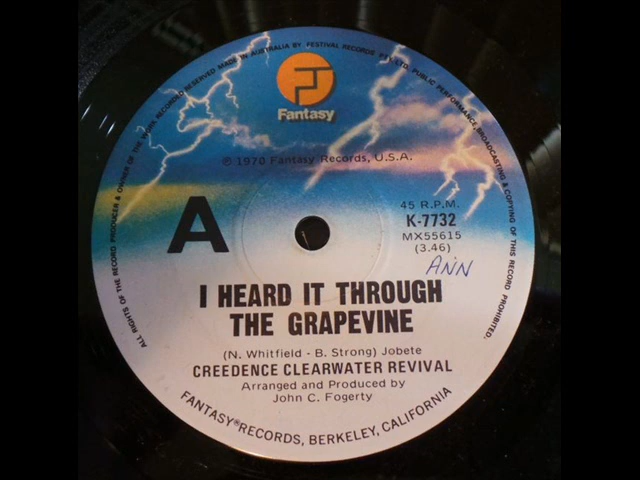 ALL RIGHTS OF THE RECORD PRODUCER & OWNER OF THE WORK RECORDED RESERVED MADE IN AUSTRALIA BY FESTIVAL RECORDS PTY. LTD. PUBLIC PERFORMANCE, BROADCASTING & COPYING OF THIS RECORD PROHIBITED.
Fantasy
℗ 1970 Fantasy Records, U.S.A.
A
45 R.P.M.
K-7732
MX55615
(3.46)
ANN
I HEARD IT THROUGH
THE GRAPEVINE
(N. Whitfield - B. Strong) Jobete
CREEDENCE CLEARWATER REVIVAL
Arranged and Produced by
John C. Fogerty
FANTASY® RECORDS, BERKELEY, CALIFORNIA